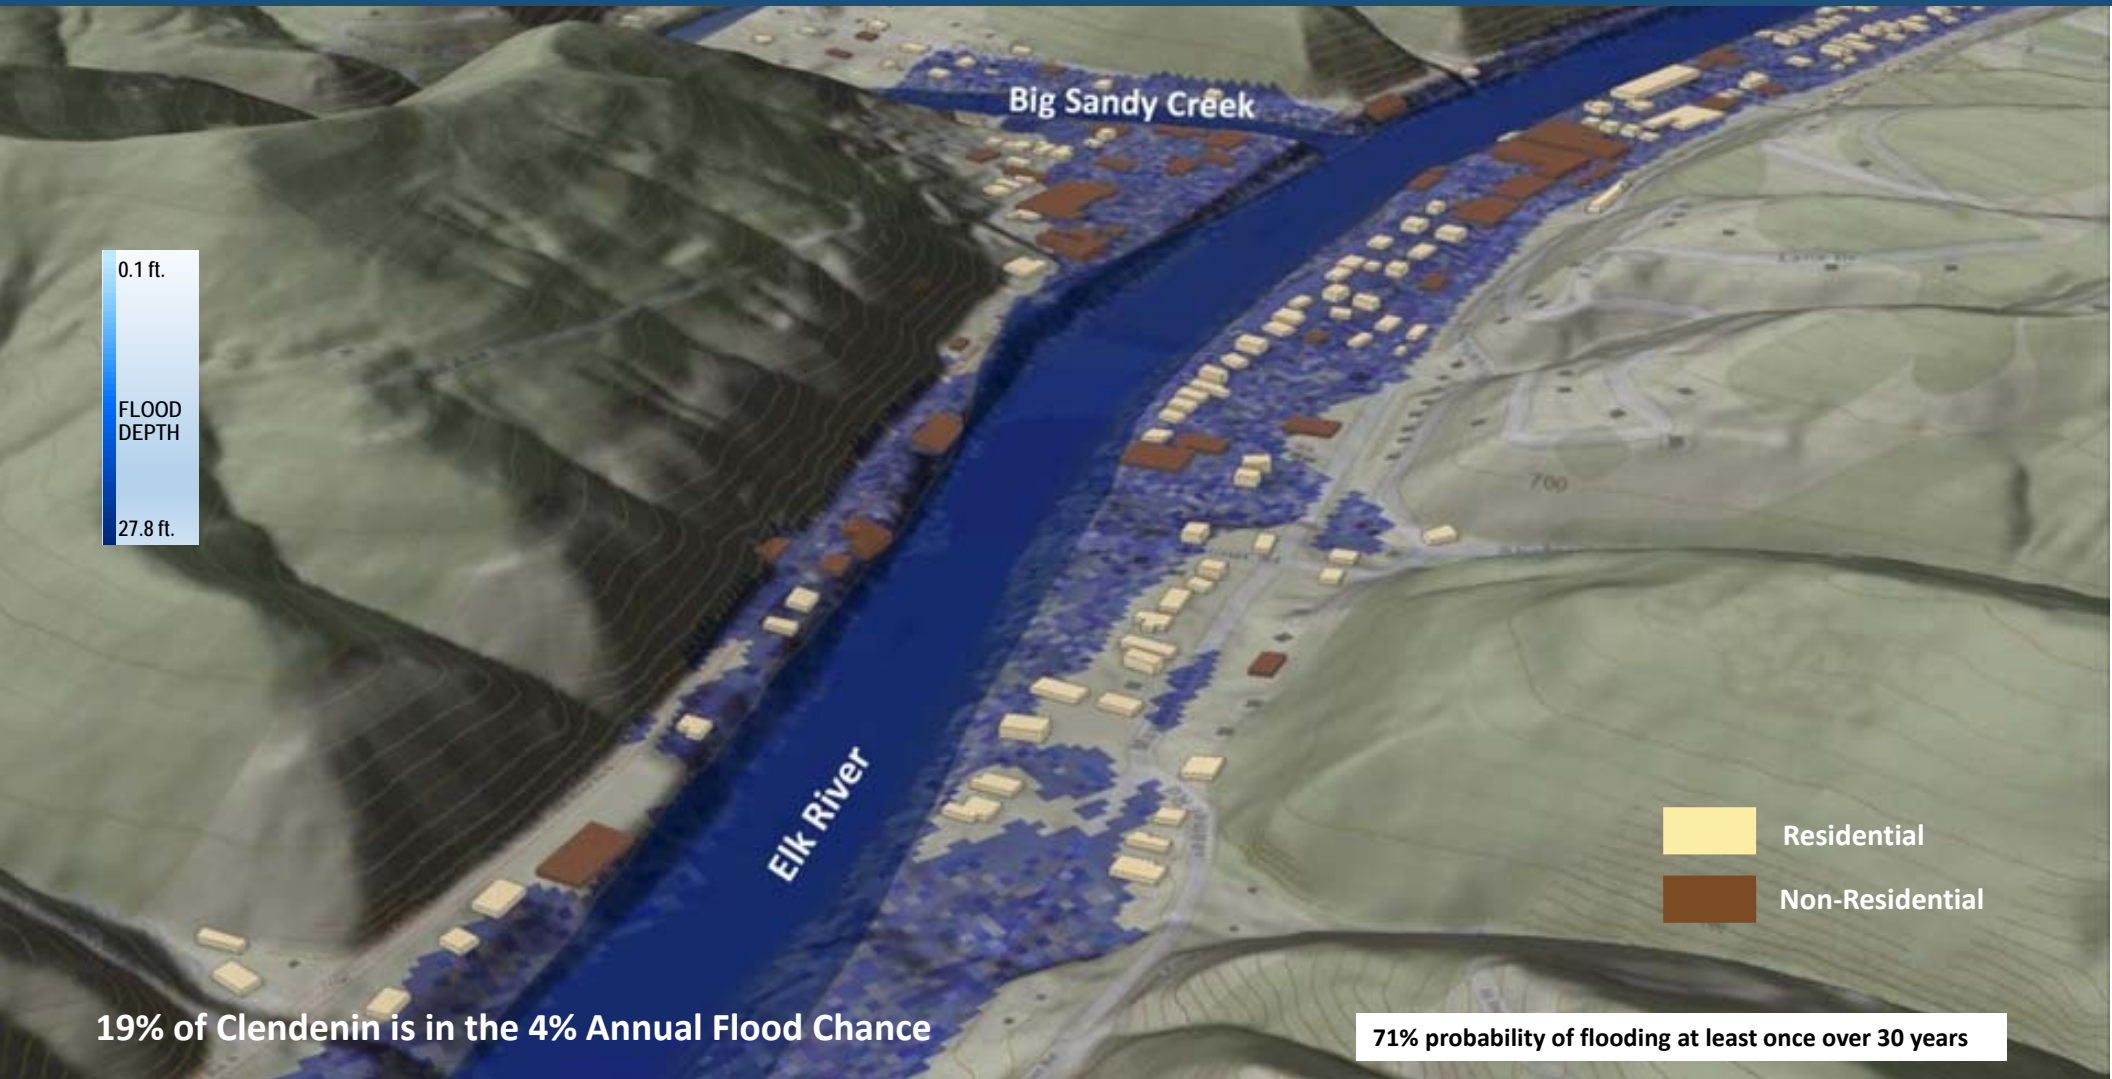 Big Sandy Creek
0.1 ft.
FLOOD
DEPTH
27.8 ft.
700
Elk River
Residential
Non-Residential
19% of Clendenin is in the 4% Annual Flood Chance
71% probability of flooding at least once over 30 years